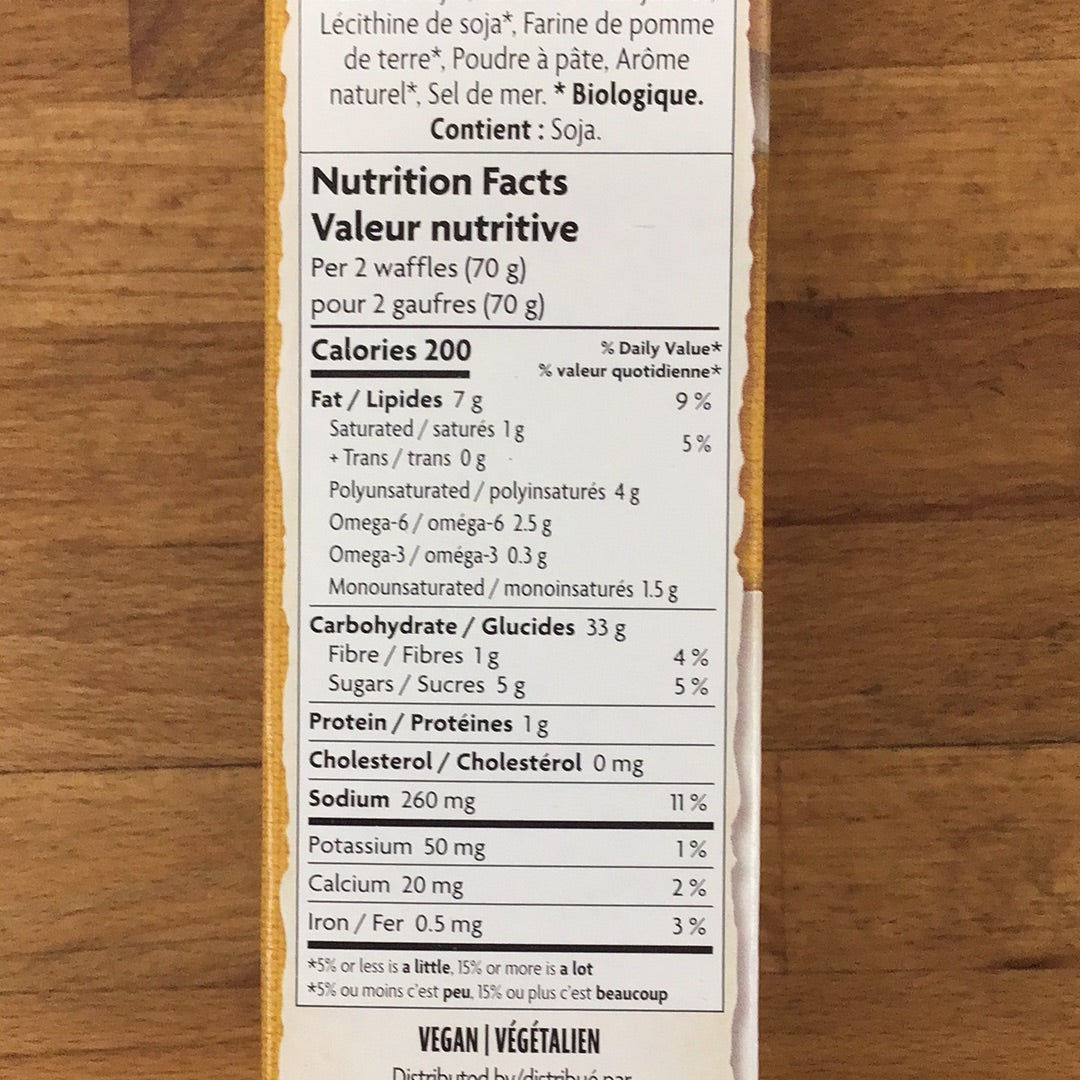 Lécithine de soja*, Farine de pomme
de terre*, Poudre à pâte, Arôme
naturel*, Sel de mer. * Biologique.
Contient : Soja.
Nutrition Facts
Valeur nutritive
Per 2 waffles (70 g)
pour 2 gaufres (70 g)
Calories 200
% Daily Value*
% valeur quotidienne*
Fat / Lipides 7 g 9 %
Saturated / saturés 1 g
+ Trans / trans 0 g 5 %
Polyunsaturated / polyinsaturés 4 g
Omega-6 / oméga-6 2.5 g
Omega-3 / oméga-3 0.3 g
Monounsaturated / monoinsaturés 1.5 g
Carbohydrate / Glucides 33 g
Fibre / Fibres 1 g 4 %
Sugars / Sucres 5 g 5 %
Protein / Protéines 1 g
Cholesterol / Cholestérol 0 mg
Sodium 260 mg 11 %
Potassium 50 mg 1 %
Calcium 20 mg 2 %
Iron / Fer 0.5 mg 3 %
*5% or less is a little, 15% or more is a lot
*5% ou moins c'est peu, 15% ou plus c'est beaucoup
VEGAN | VÉGÉTALIEN
Distributed by/distribué par